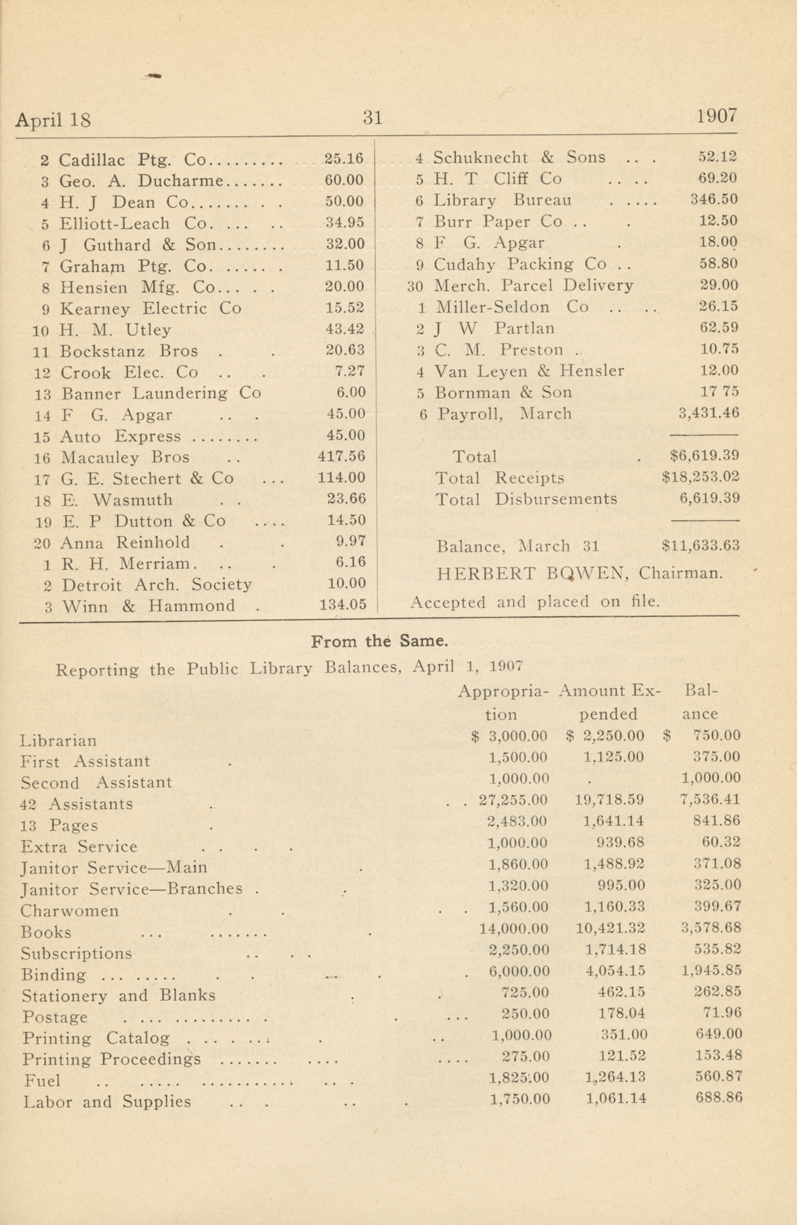 April 18 31 1907
2 Cadillac Ptg. Co......... 25.16
3 Geo. A. Ducharme....... 60.00
4 H. J Dean Co........ . 50.00
5 Elliott-Leach Co. ... .. 34.95
6 J Guthard & Son........ 32.00
7 Graham Ptg. Co. ...... . 11.50
8 Hensien Mfg. Co.... . . 20.00
9 Kearney Electric Co 15.52
10 H. M. Utley 43.42
11 Bockstanz Bros . . 20.63
12 Crook Elec. Co .. . 7.27
13 Banner Laundering Co 6.00
14 F G. Apgar .. . 45.00
15 Auto Express ........ 45.00
16 Macauley Bros .. 417.56
17 G. E. Stechert & Co ... 114.00
18 E. Wasmuth . . 23.66
19 E. P Dutton & Co .... 14.50
20 Anna Reinhold . . 9.97
1 R. H. Merriam. .. . 6.16
2 Detroit Arch. Society 10.00
3 Winn & Hammond . 134.05
4 Schuknecht & Sons .. . 52.12
5 H. T Cliff Co .... 69.20
6 Library Bureau . .... 346.50
7 Burr Paper Co .. . 12.50
8 F G. Apgar . 18.00
9 Cudahy Packing Co .. 58.80
30 Merch. Parcel Delivery 29.00
1 Miller-Seldon Co .. .. 26.15
2 J W Partlan 62.59
3 C. M. Preston .. 10.75
4 Van Leyen & Hensler 12.00
5 Bornman & Son 17 75
6 Payroll, March 3,431.46
Total . $6,619.39
Total Receipts $18,253.02
Total Disbursements 6,619.39
Balance, March 31 $11,633.63
HERBERT BOWEN, Chairman.
Accepted and placed on file.
From the Same.
Reporting the Public Library Balances, April 1, 1907
Appropria- Amount Ex- Bal-
tion pended ance
Librarian $ 3,000.00 $ 2,250.00 $ 750.00
First Assistant . 1,500.00 1,125.00 375.00
Second Assistant 1,000.00 . 1,000.00
42 Assistants . . . 27,255.00 19,718.59 7,536.41
13 Pages . 2,483.00 1,641.14 841.86
Extra Service . . . . 1,000.00 939.68 60.32
Janitor Service—Main . 1,860.00 1,488.92 371.08
Janitor Service—Branches . . 1,320.00 995.00 325.00
Charwomen . . . . 1,560.00 1,160.33 399.67
Books ... ....... . 14,000.00 10,421.32 3,578.68
Subscriptions .. . . 2,250.00 1,714.18 535.82
Binding ... ..... . . . . 6,000.00 4,054.15 1,945.85
Stationery and Blanks . . 725.00 462.15 262.85
Postage . ... .......... . ... 250.00 178.04 71.96
Printing Catalog . . . . .. . .. 1,000.00 351.00 649.00
Printing Proceedings ....... .... .... 275.00 121.52 153.48
Fuel .. ..... ........... .. . 1,825.00 1,264.13 560.87
Labor and Supplies .. . .. . 1,750.00 1,061.14 688.86